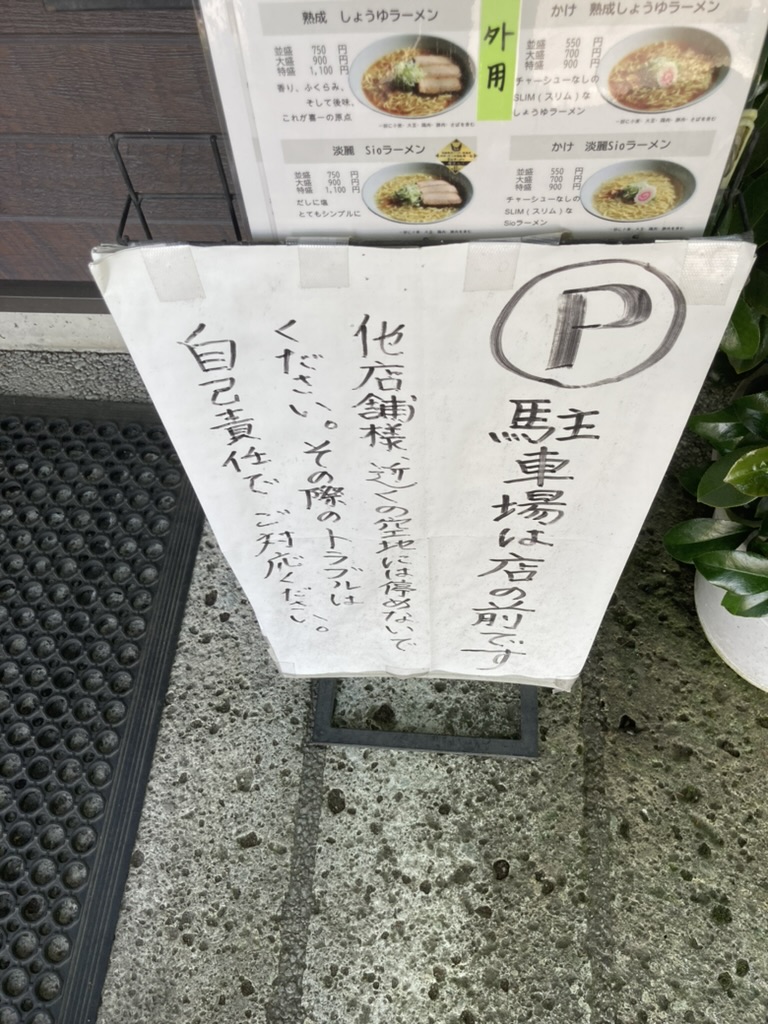 熟成 しょうゆラーメン
並盛 750 円
大盛 900 円
特盛 1,100 円
香り、ふくらみ、
そして後味、
これが喜一の原点
外用
かけ 熟成しょうゆラーメン
並盛 550 円
大盛 700 円
特盛 900 円
チャーシューなしの
SLIM(スリム)な
しょうゆラーメン
淡麗 Sioラーメン
並盛 750 円
大盛 900 円
特盛 1,100 円
だしに塩
とてもシンプルに
かけ 淡麗Sioラーメン
並盛 550 円
大盛 700 円
特盛 900 円
チャーシューなしの
SLIM(スリム)な
Sioラーメン
P
駐車場は店の前です
他店舗様、近くの空地には停めないで
ください。その際のトラブルは
自己責任でご対応ください。